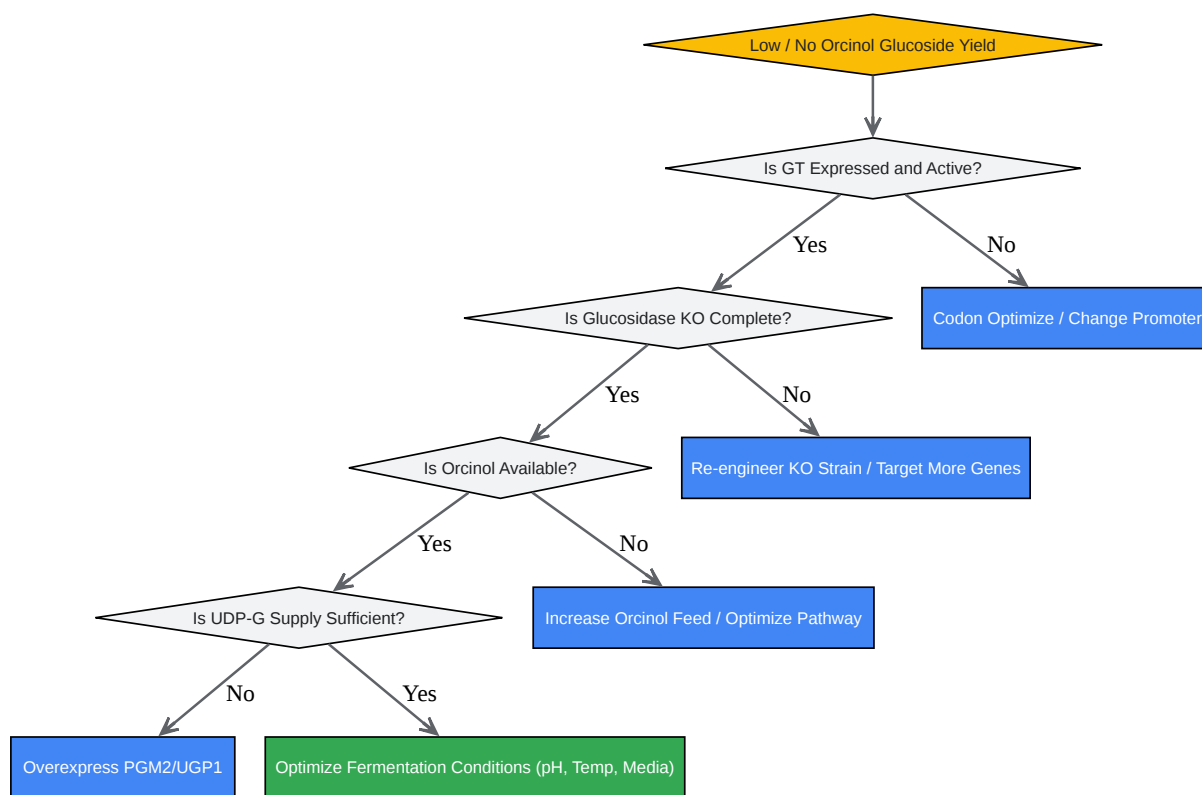 Low / No Orcinol Glucoside Yield
Is GT Expressed and Active?
Yes
No
Is Glucosidase KO Complete?
Codon Optimize / Change Promoter
Yes
No
Is Orcinol Available?
Re-engineer KO Strain / Target More Genes
Yes
No
Is UDP-G Supply Sufficient?
Increase Orcinol Feed / Optimize Pathway
No
Yes
Overexpress PGM2/UGP1
Optimize Fermentation Conditions (pH, Temp, Media)